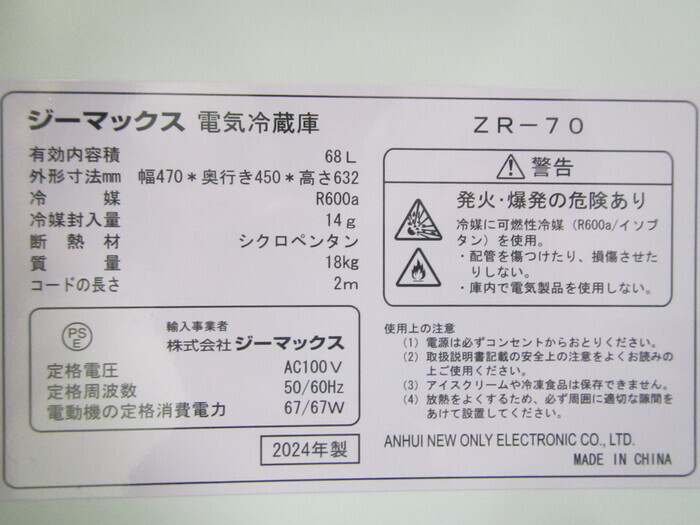 ジーマックス 電気冷蔵庫 ZR-70
有効内容積 68L
外形寸法mm 幅470＊奥行き450＊高さ632
冷媒 R600a
冷媒封入量 14g
断熱材 シクロペンタン
質量 18kg
コードの長さ 2m
警告
発火・爆発の危険あり
冷媒に可燃性冷媒（R600a/イソブ
タン）を使用。
・配管を傷つけたり、損傷させた
りしない。
・庫内で電気製品を使用しない。
PS
E
輸入事業者
株式会社ジーマックス
定格電圧 AC100V
定格周波数 50/60Hz
電動機の定格消費電力 67/67W
2024年製
使用上の注意
(1) 電源は必ずコンセントからおとりください。
(2) 取扱説明書記載の安全上の注意をよくお読みの
上ご使用ください。
(3) アイスクリームや冷凍食品は保存できません。
(4) 放熱をよくするため、必ず周囲に適切な隙間を
あけて設置してください。
ANHUI NEW ONLY ELECTRONIC CO., LTD.
MADE IN CHINA